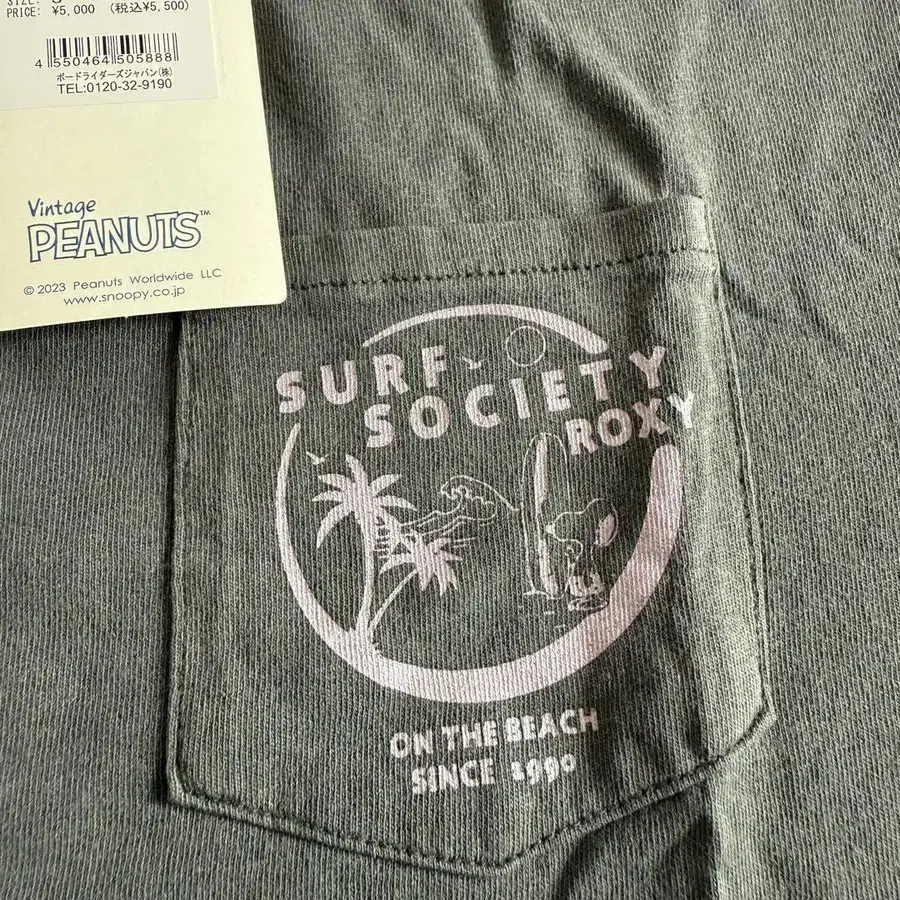 PRICE: ¥5,000 (税込¥5,500)
4 550464 505888
ボードライダーズジャパン(株)
TEL:0120-32-9190
Vintage
PEANUTS™
© 2023 Peanuts Worldwide LLC
www.snoopy.co.jp
SURF
SOCIETY
ROXY
ON THE BEACH
SINCE 1990